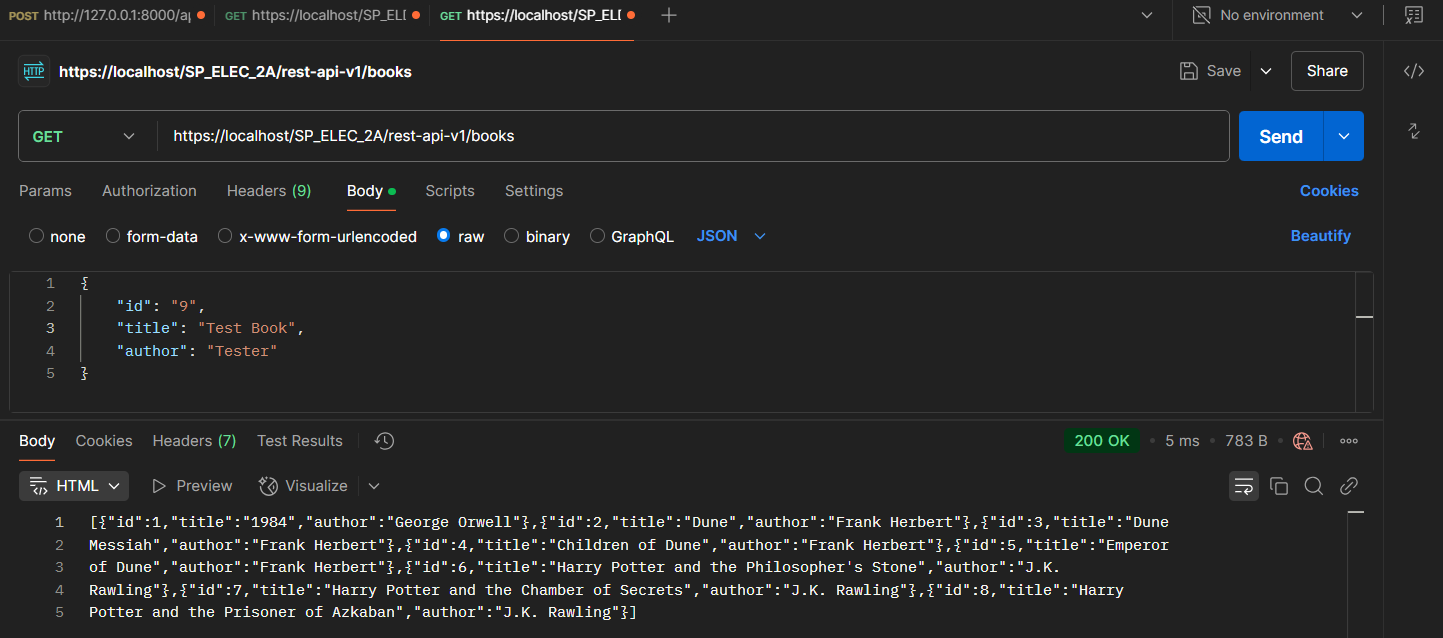 POST http://127.0.0.1:8000/ap GET https://localhost/SP_ELE GET https://localhost/SP_ELE No environment
HTTP https://localhost/SP_ELEC_2A/rest-api-v1/books Save Share
GET https://localhost/SP_ELEC_2A/rest-api-v1/books Send
Params Authorization Headers (9) Body Scripts Settings Cookies
none form-data x-www-form-urlencoded raw binary GraphQL JSON Beautify
1 {
2 "id": "9",
3 "title": "Test Book",
4 "author": "Tester"
5 }
Body Cookies Headers (7) Test Results 200 OK • 5 ms • 783 B •
HTML Preview Visualize
1 [{"id":1,"title":"1984","author":"George Orwell"},{"id":2,"title":"Dune","author":"Frank Herbert"},{"id":3,"title":"Dune
2 Messiah","author":"Frank Herbert"},{"id":4,"title":"Children of Dune","author":"Frank Herbert"},{"id":5,"title":"Emperor
3 of Dune","author":"Frank Herbert"},{"id":6,"title":"Harry Potter and the Philosopher's Stone","author":"J.K.
4 Rawling"},{"id":7,"title":"Harry Potter and the Chamber of Secrets","author":"J.K. Rawling"},{"id":8,"title":"Harry
5 Potter and the Prisoner of Azkaban","author":"J.K. Rawling"}]